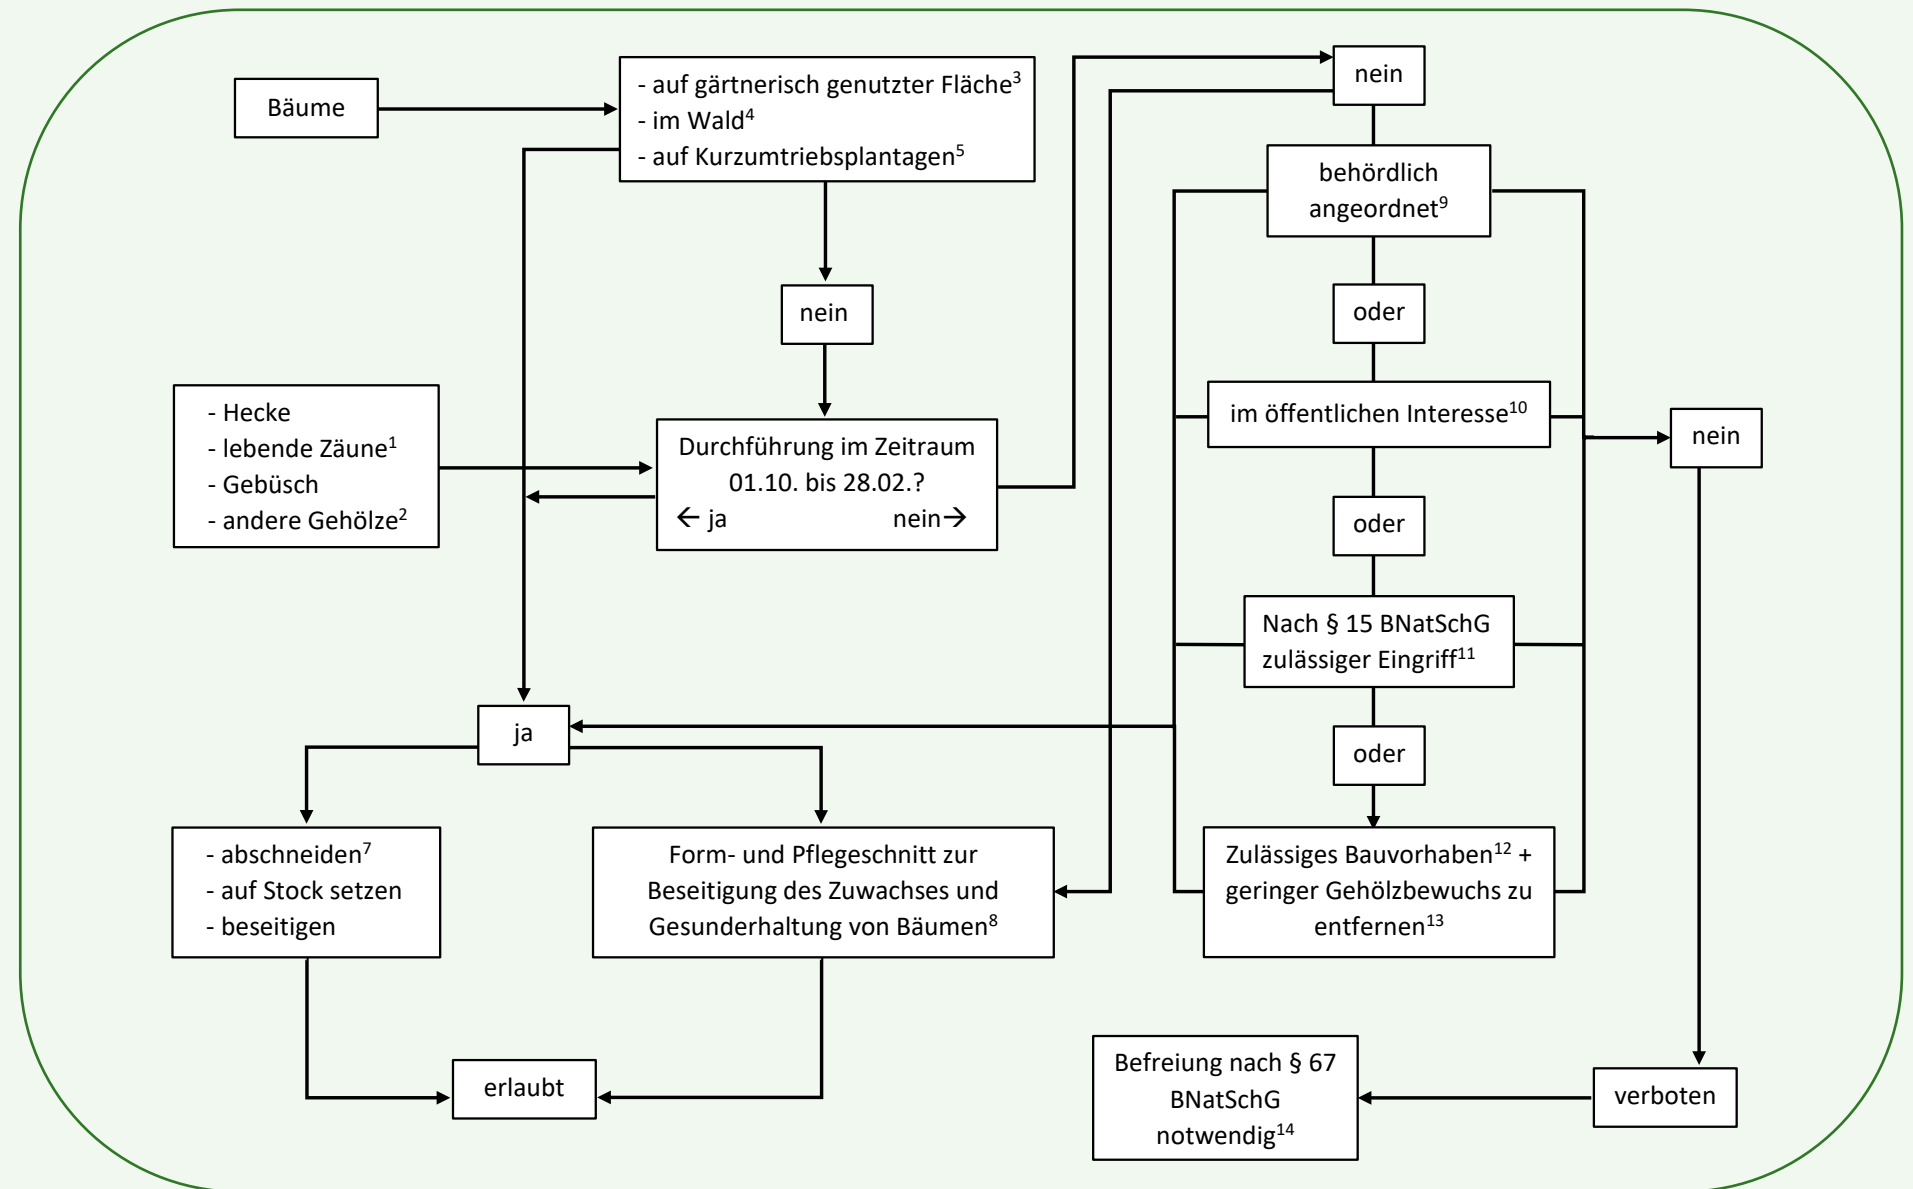 Bäume
- auf gärtnerisch genutzter Fläche³
- im Wald⁴
- auf Kurzumtriebsplantagen⁵
nein
- Hecke
- lebende Zäune¹
- Gebüsch
- andere Gehölze²
Durchführung im Zeitraum
01.10. bis 28.02.?
← ja nein→
ja
- abschneiden⁷
- auf Stock setzen
- beseitigen
Form- und Pflegeschnitt zur
Beseitigung des Zuwachses und
Gesunderhaltung von Bäumen⁸
erlaubt
nein
behördlich
angeordnet⁹
oder
im öffentlichen Interesse¹⁰
oder
Nach § 15 BNatSchG
zulässiger Eingriff¹¹
oder
Zulässiges Bauvorhaben¹² +
geringer Gehölzbewuchs zu
entfernen¹³
nein
verboten
Befreiung nach § 67
BNatSchG
notwendig¹⁴